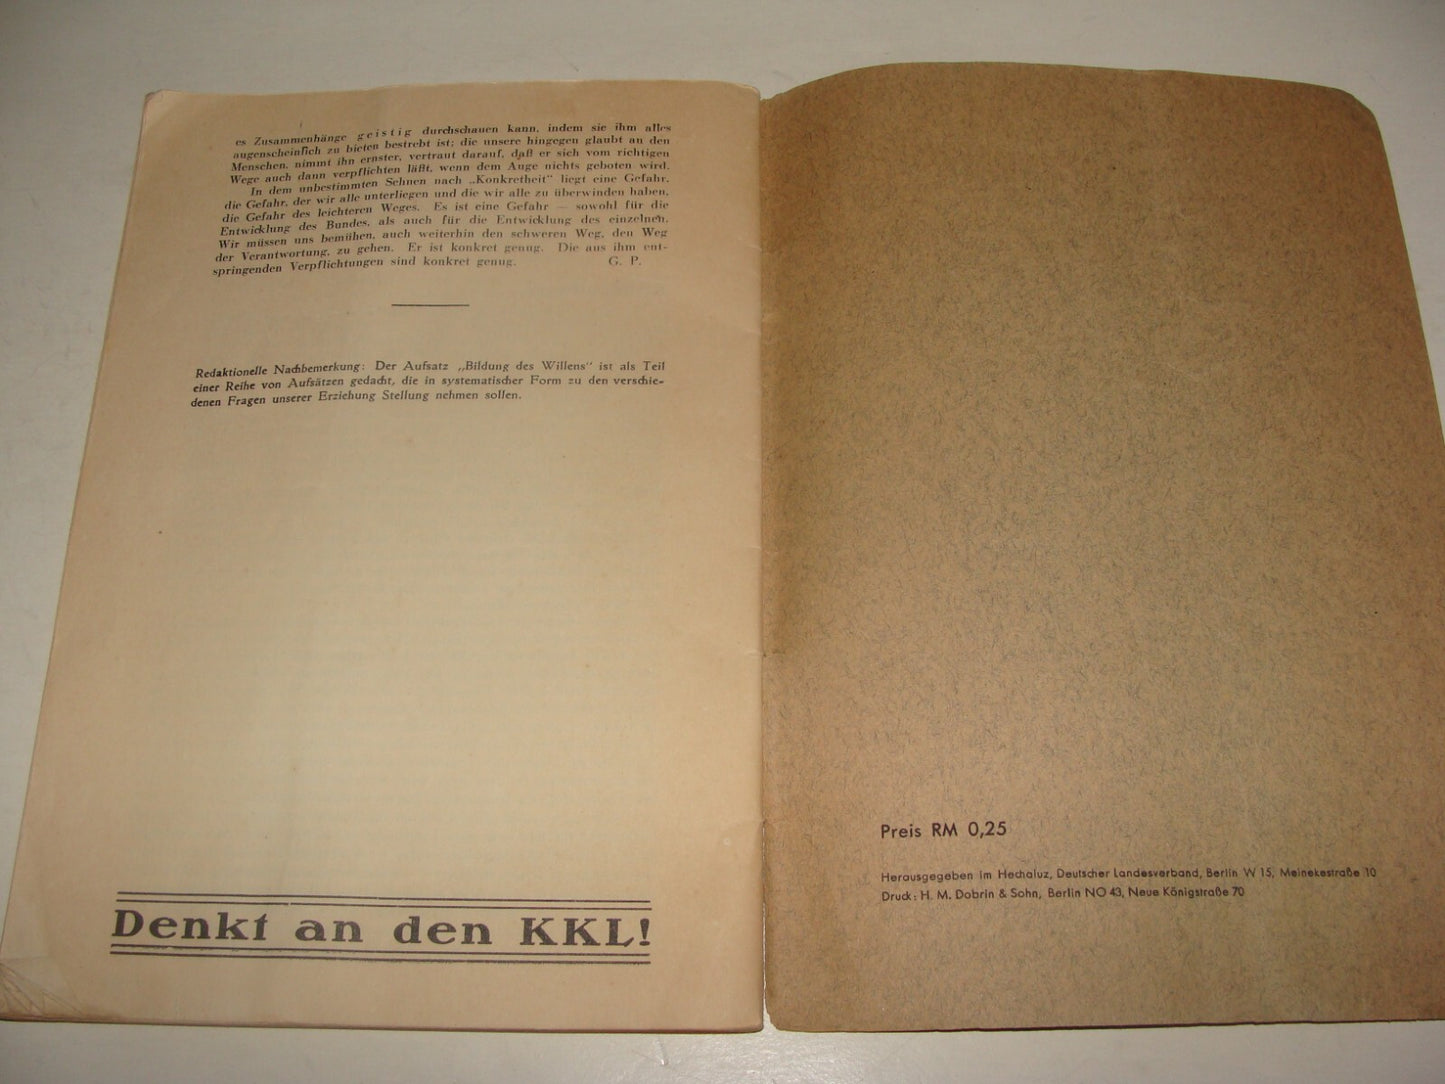 es Zusammenhänge geistig durchschauen kann, indem sie ihm alles
augenscheinlich zu bieten bestrebt ist; die unsere hingegen glaubt an den
Menschen, nimmt ihn ernster, vertraut darauf, daß er sich vom richtigen
Wege auch dann verpflichten läßt, wenn dem Auge nichts geboten wird.
In dem unbestimmten Sehnen nach „Konkretheit“ liegt eine Gefahr,
die Gefahr, der wir alle unterliegen und die wir alle zu überwinden haben,
die Gefahr des leichteren Weges. Es ist eine Gefahr — sowohl für die
Entwicklung des Bundes, als auch für die Entwicklung des einzelnen.
Wir müssen uns bemühen, auch weiterhin den schweren Weg, den Weg
der Verantwortung, zu gehen. Er ist konkret genug. Die aus ihm ent-
springenden Verpflichtungen sind konkret genug. G. P.
Redaktionelle Nachbemerkung: Der Aufsatz „Bildung des Willens“ ist als Teil
einer Reihe von Aufsätzen gedacht, die in systematischer Form zu den verschie-
denen Fragen unserer Erziehung Stellung nehmen sollen.
Denkt an den KKL!
Preis RM 0,25
Herausgegeben im Hechaluz, Deutscher Landesverband, Berlin W 15, Meinekestraße 10
Druck: H. M. Dobrin & Sohn, Berlin NO 43, Neue Königstraße 70